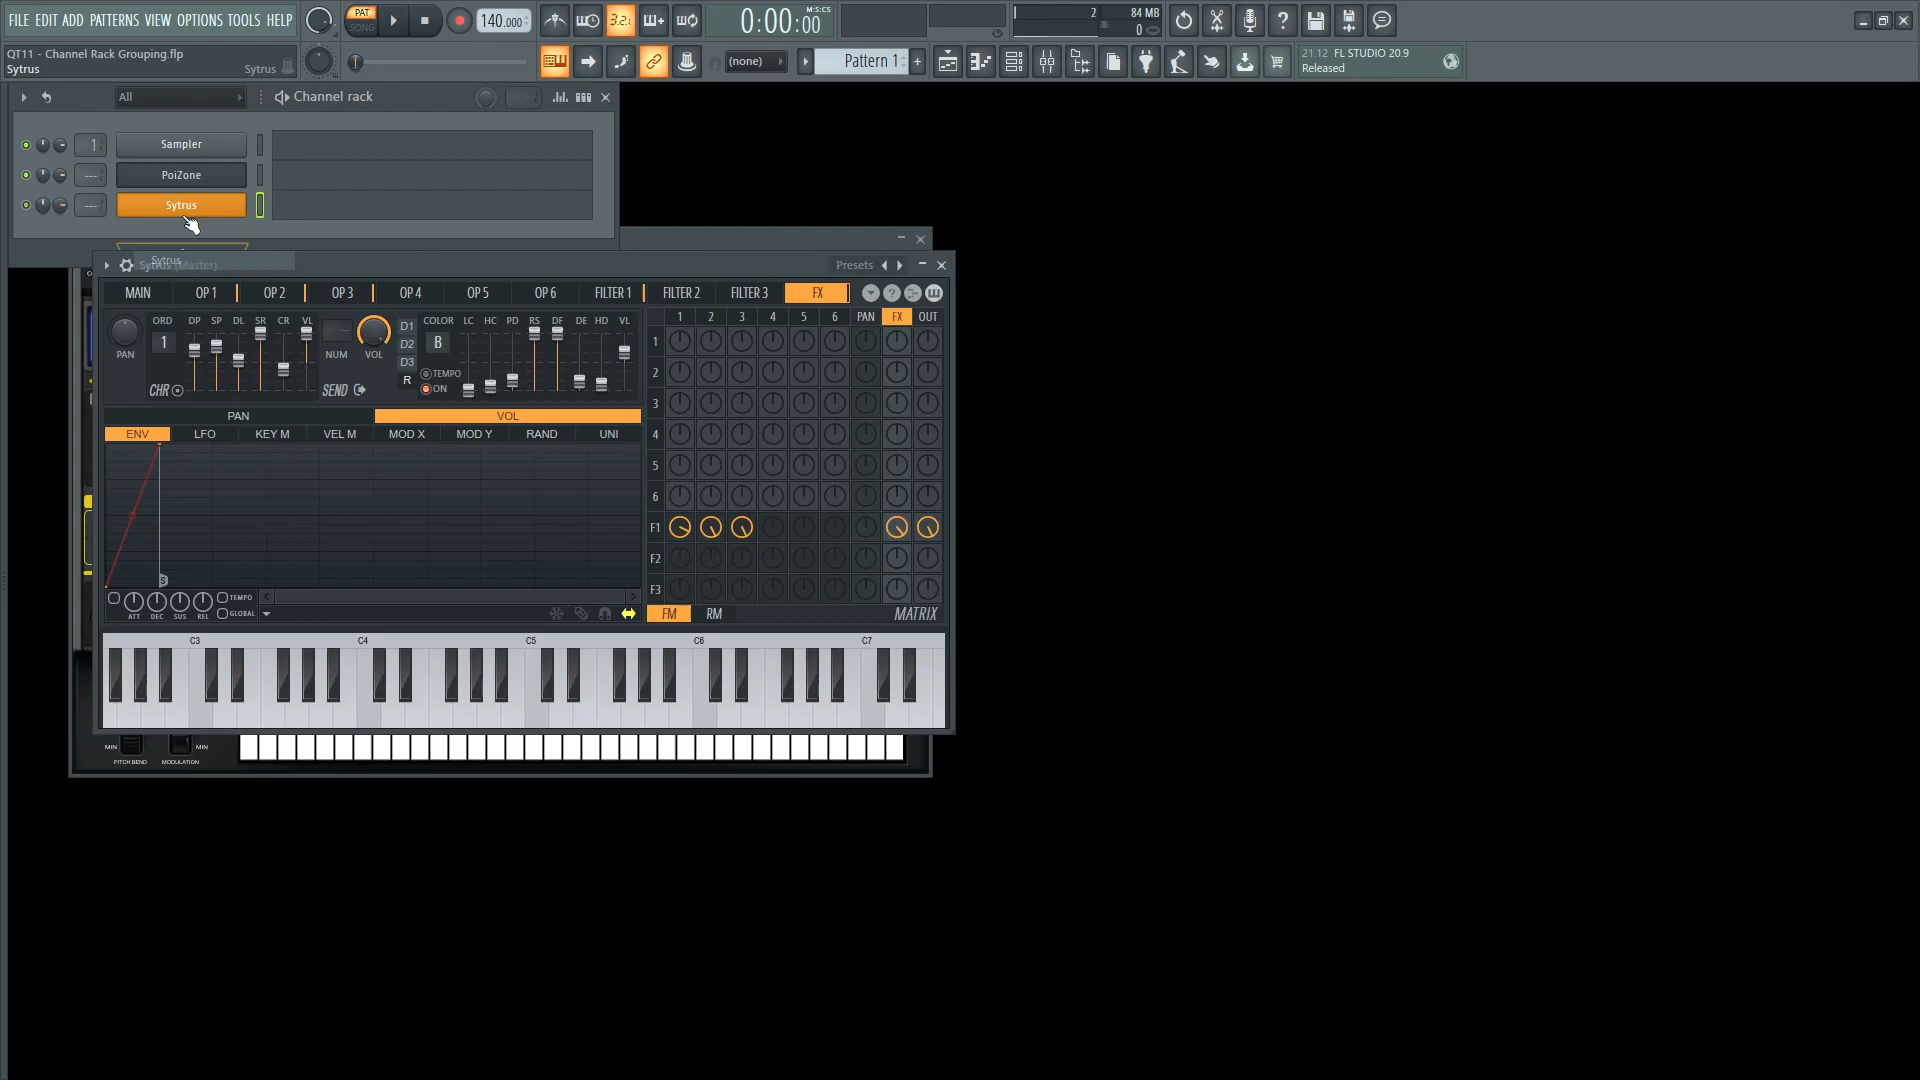 FILE EDIT ADD PATTERNS VIEW OPTIONS TOOLS HELP
PAT
SONG
140.000
3.2.
0:00:00
M:S:CS
2
84 MB
0
QT11 - Channel Rack Grouping.flp
Sytrus
Sytrus
(none)
Pattern 1
+
21.12 FL STUDIO 20.9
Released
All
Channel rack
1
Sampler
---
PoiZone
---
Sytrus
Sytrus
Sytrus (Master)
Presets
MAIN
OP 1
OP 2
OP 3
OP 4
OP 5
OP 6
FILTER 1
FILTER 2
FILTER 3
FX
ORD DP SP DL SR CR VL
1
PAN
CHR
NUM
VOL
SEND
D1
D2
D3
R
COLOR LC HC PD RS DF DE HD VL
B
TEMPO
ON
PAN
VOL
ENV
LFO
KEY M
VEL M
MOD X
MOD Y
RAND
UNI
S
ATT DEC SUS REL
TEMPO
GLOBAL
1 2 3 4 5 6 PAN FX OUT
1
2
3
4
5
6
F1
F2
F3
FM
RM
MATRIX
C3
C4
C5
C6
C7
MIN
MIN
PITCH BEND
MODULATION